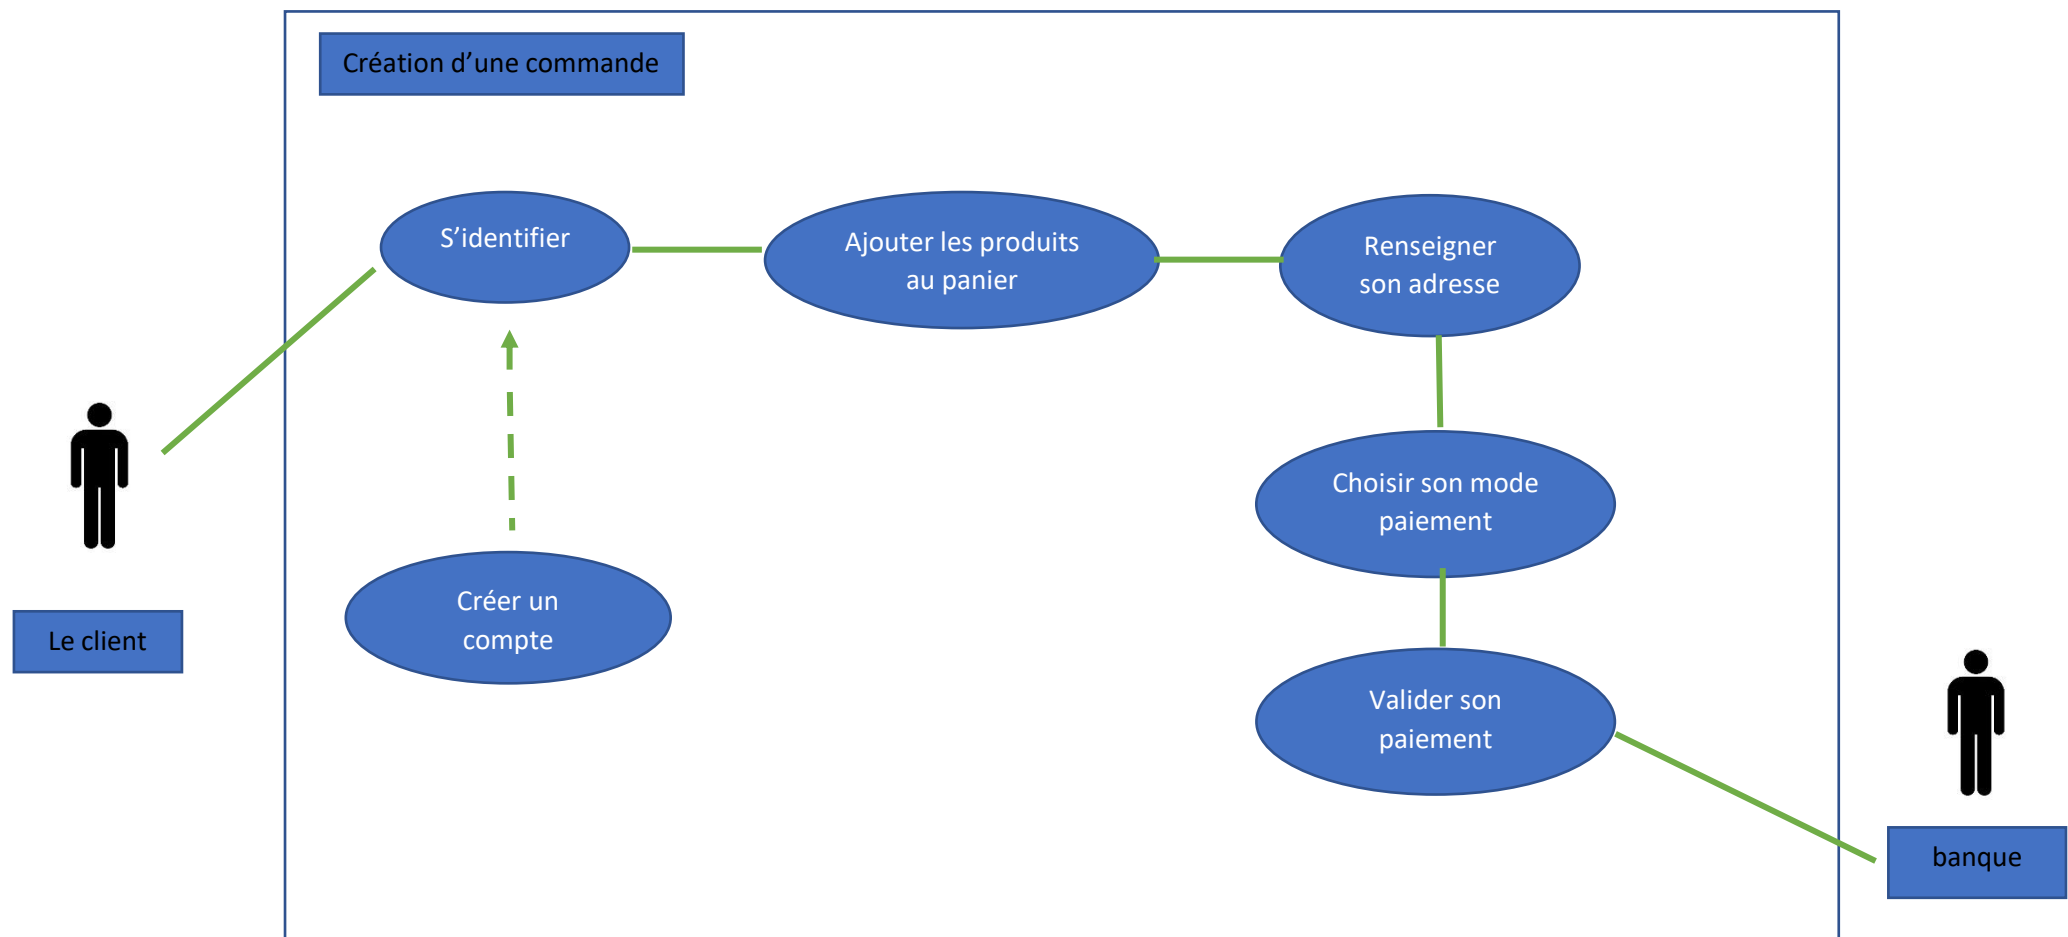 Création d’une commande
S’identifier
Ajouter les produits
au panier
Renseigner
son adresse
Choisir son mode
paiement
Créer un
compte
Le client
Valider son
paiement
banque